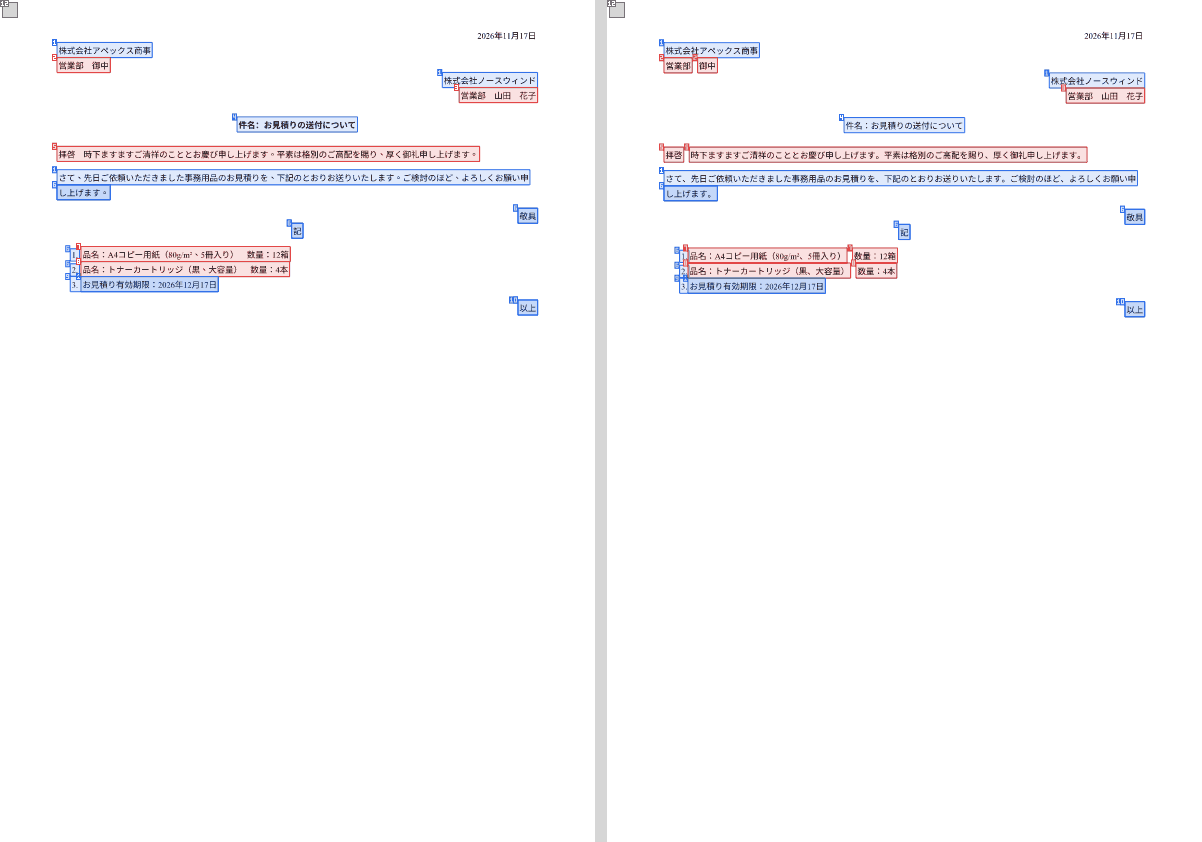 2026年11月17日
株式会社アペックス商事
営業部　御中
株式会社ノースウィンド
営業部　山田　花子
件名：お見積りの送付について
拝啓　時下ますますご清祥のこととお慶び申し上げます。平素は格別のご高配を賜り、厚く御礼申し上げます。
さて、先日ご依頼いただきました事務用品のお見積りを、下記のとおりお送りいたします。ご検討のほど、よろしくお願い申
し上げます。
敬具
記
1. 品名：A4コピー用紙（80g/m²、5冊入り）　数量：12箱
2. 品名：トナーカートリッジ（黒、大容量）　数量：4本
3. お見積り有効期限：2026年12月17日
以上
2026年11月17日
株式会社アペックス商事
営業部　御中
株式会社ノースウィンド
営業部　山田　花子
件名：お見積りの送付について
拝啓　時下ますますご清祥のこととお慶び申し上げます。平素は格別のご高配を賜り、厚く御礼申し上げます。
さて、先日ご依頼いただきました事務用品のお見積りを、下記のとおりお送りいたします。ご検討のほど、よろしくお願い申
し上げます。
敬具
記
1. 品名：A4コピー用紙（80g/m²、5冊入り）　数量：12箱
2. 品名：トナーカートリッジ（黒、大容量）　数量：4本
3. お見積り有効期限：2026年12月17日
以上